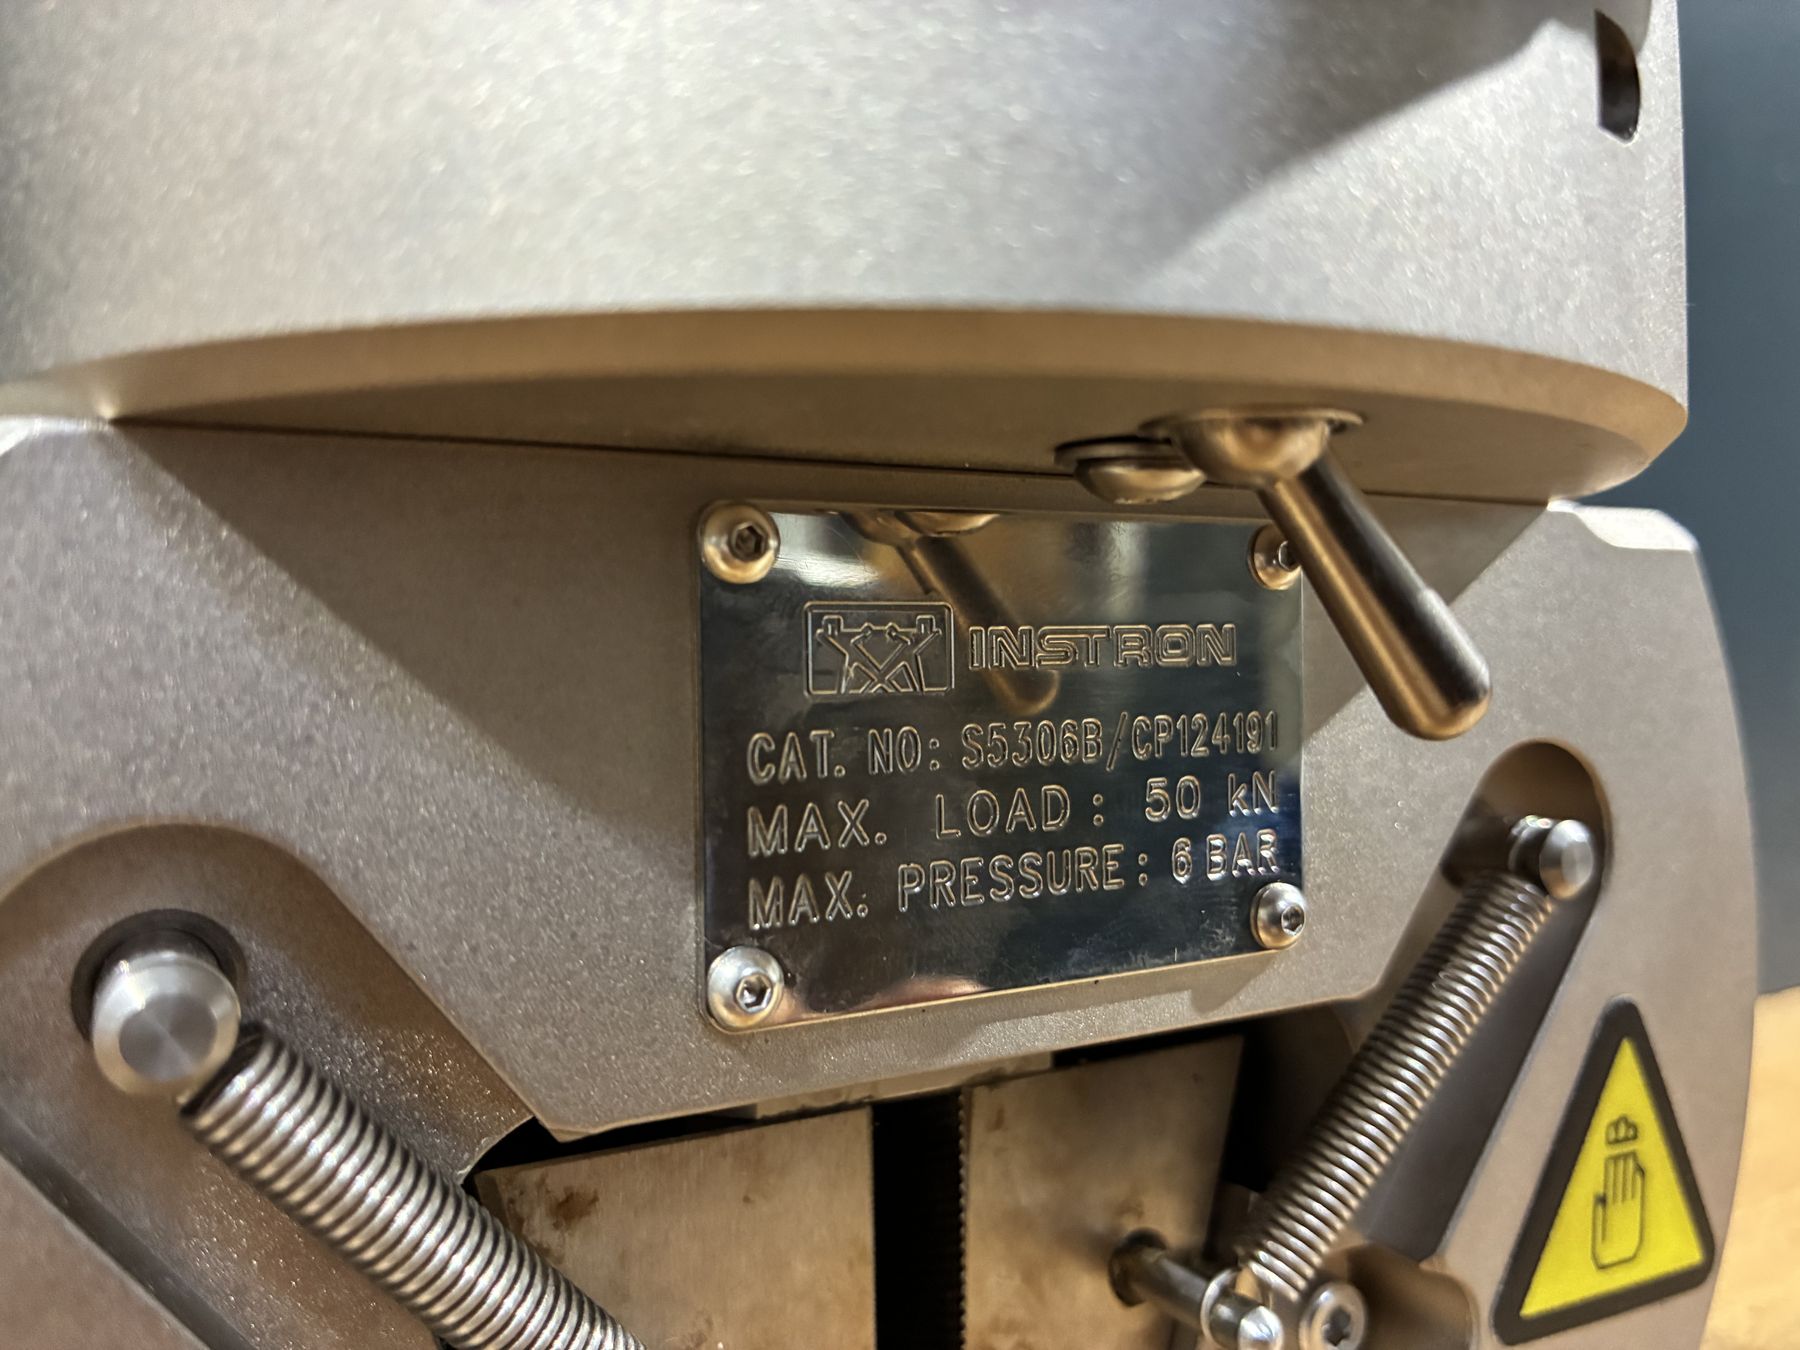 INSTRON
CAT. NO: S5306B/CP124191
MAX. LOAD: 50 kN
MAX. PRESSURE: 6 BAR